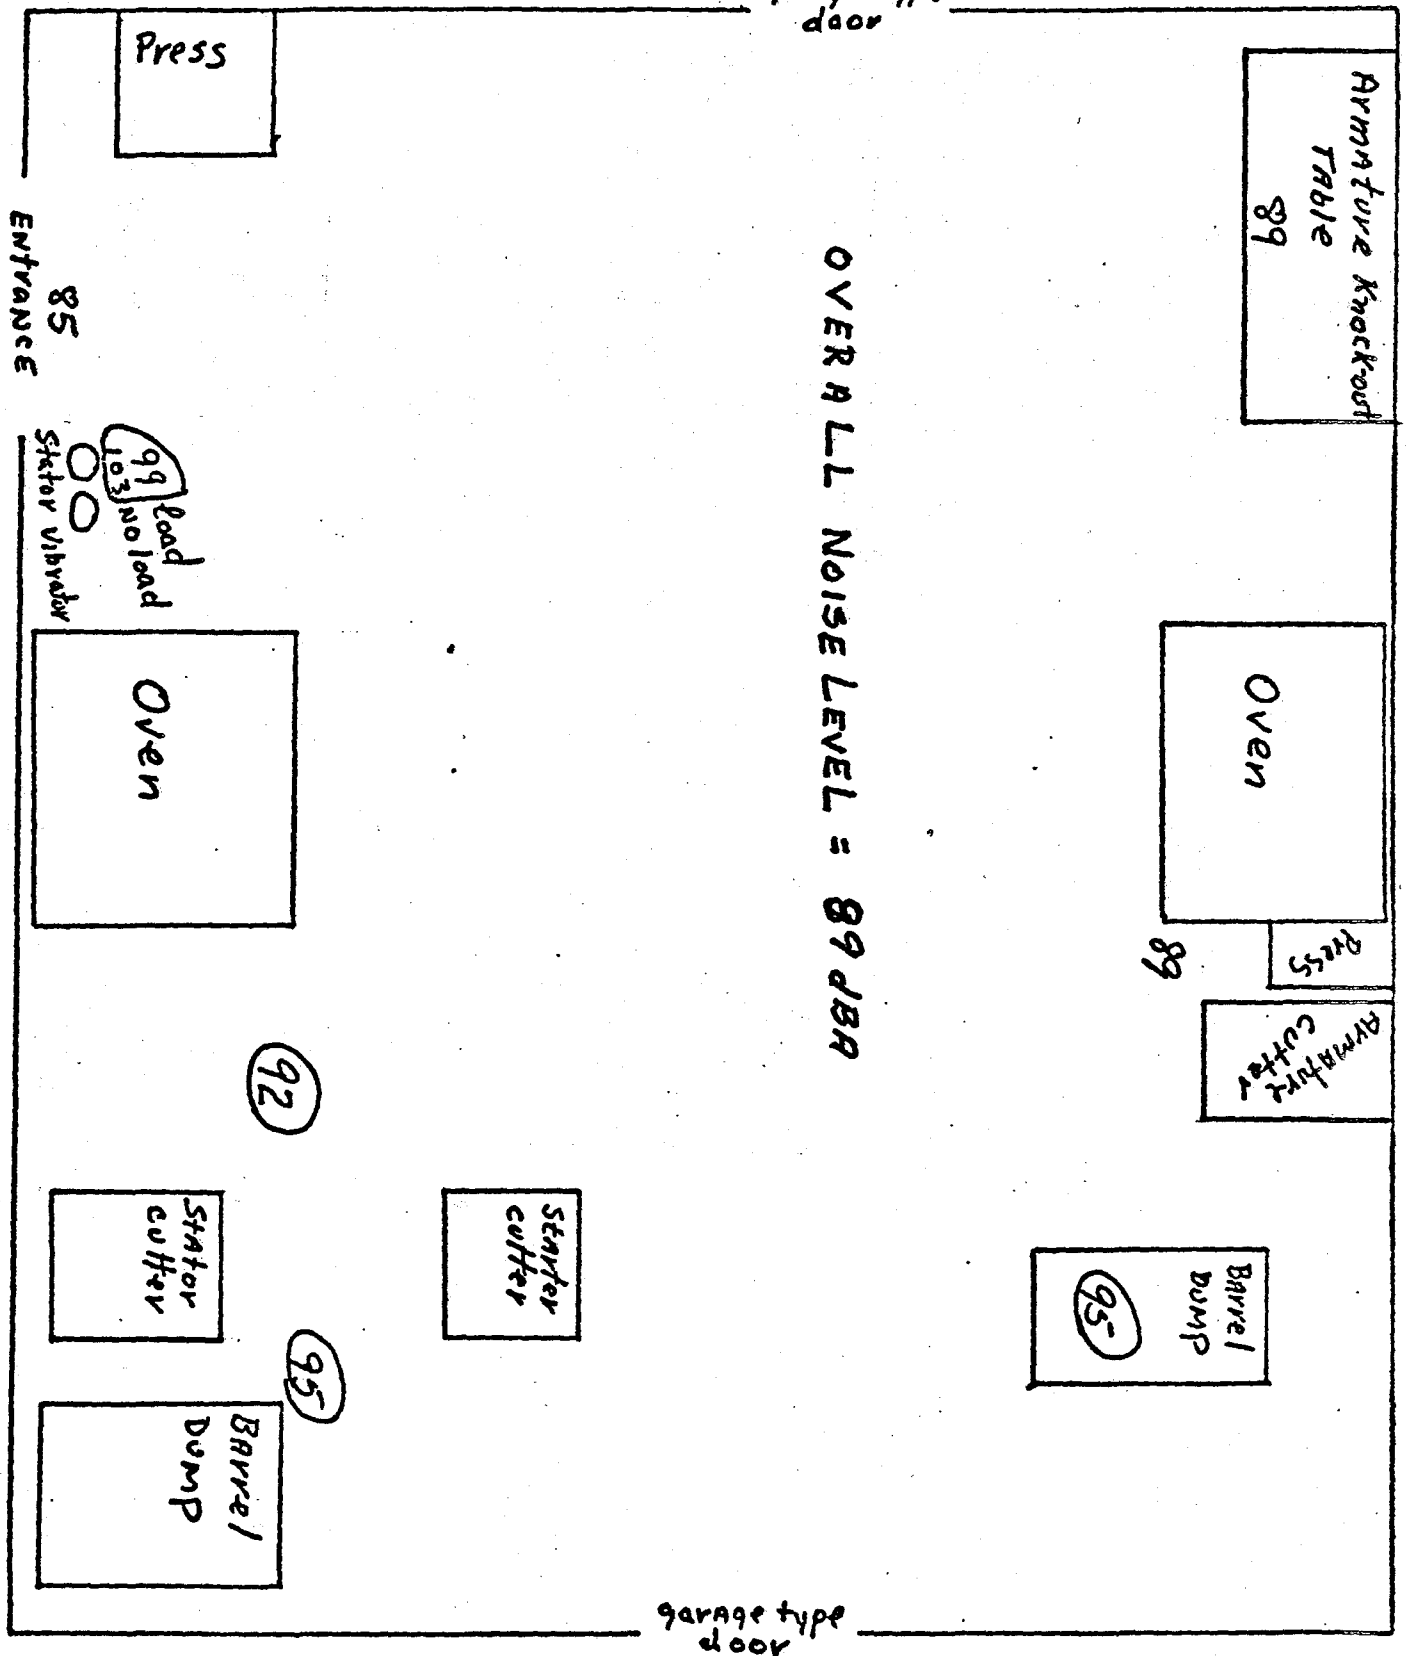 door
Press
Armature Knock-out
TABle
89
ENtrANCE
85
OVERALL NOISE LEVEL = 89 dBA
99 load
103 NO load
Stator Vibrator
Oven
Oven
Press
89
Armature
cutter
92
Stator
cutter
Starter
cutter
Barrel
Dump
95
95
Barrel
Dump
garage type
door